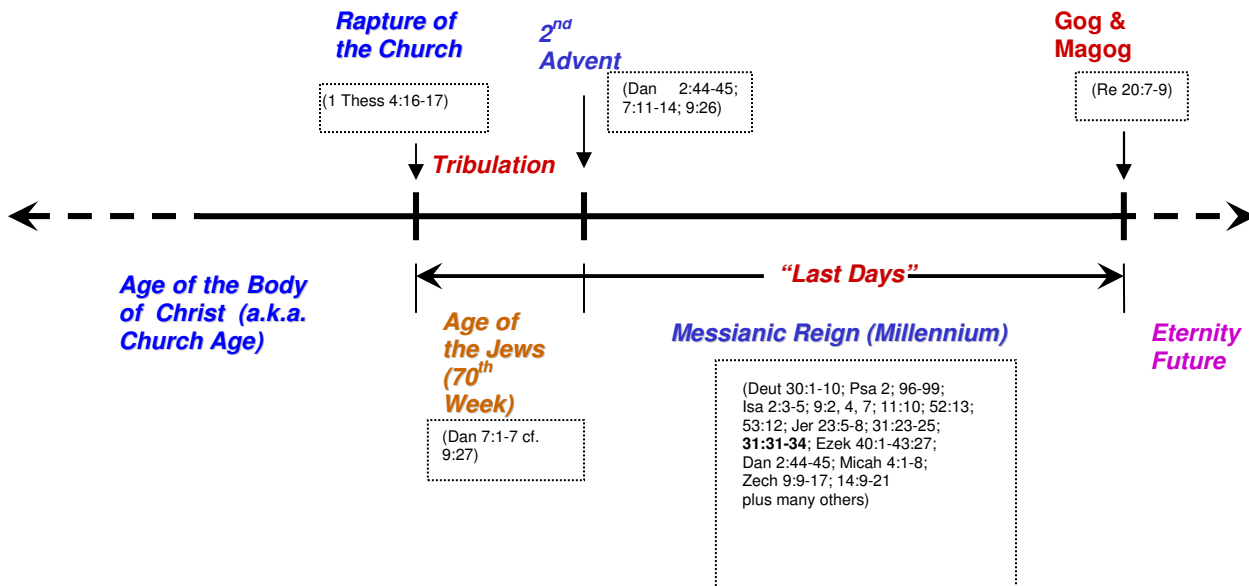 Rapture of
the Church
2nd
Advent
Gog &
Magog
(1 Thess 4:16-17)
(Dan 2:44-45;
7:11-14; 9:26)
(Re 20:7-9)
Tribulation
"Last Days"
Age of the Body
of Christ (a.k.a.
Church Age)
Age of
the Jews
(70th
Week)
(Dan 7:1-7 cf.
9:27)
Messianic Reign (Millennium)
(Deut 30:1-10; Psa 2; 96-99;
Isa 2:3-5; 9:2, 4, 7; 11:10; 52:13;
53:12; Jer 23:5-8; 31:23-25;
31:31-34; Ezek 40:1-43:27;
Dan 2:44-45; Micah 4:1-8;
Zech 9:9-17; 14:9-21
plus many others)
Eternity
Future